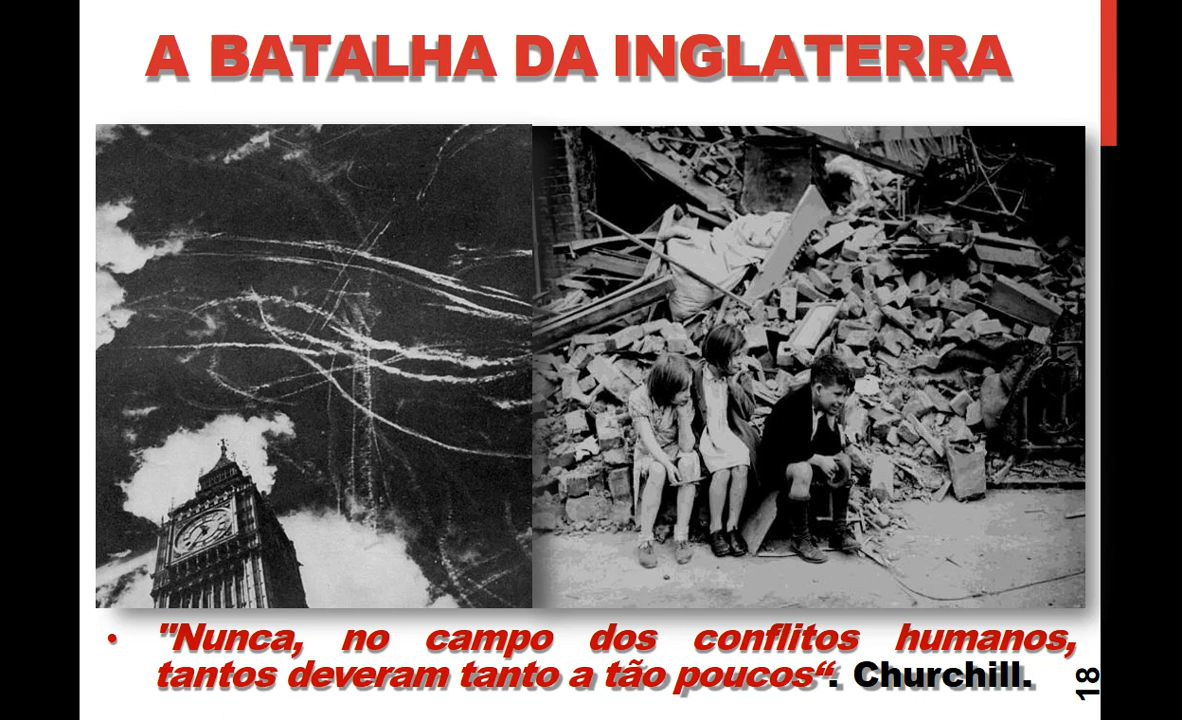 A BATALHA DA INGLATERRA
• "Nunca, no campo dos conflitos humanos,
tantos deveram tanto a tão poucos“. Churchill.
18